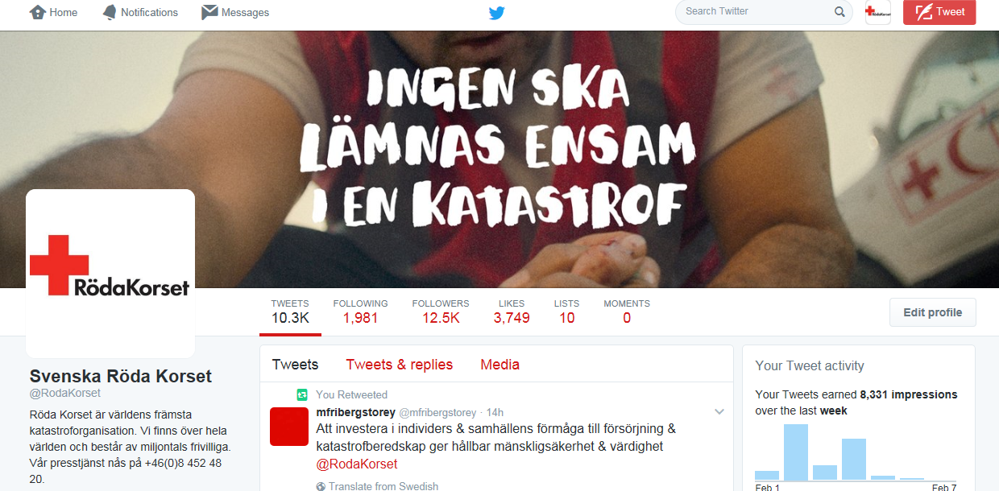 Home
Notifications
Messages
Search Twitter
RödaKorset
Tweet
INGEN SKA
LÄMNAS ENSAM
I EN KATASTROF
RödaKorset
TWEETS
10.3K
FOLLOWING
1,981
FOLLOWERS
12.5K
LIKES
3,749
LISTS
10
MOMENTS
0
Edit profile
Svenska Röda Korset
@RodaKorset
Röda Korset är världens främsta
katastroforganisation. Vi finns över hela
världen och består av miljontals frivilliga.
Vår presstjänst nås på +46(0)8 452 48
20.
Tweets
Tweets & replies
Media
You Retweeted
mfribergstorey @mfribergstorey · 14h
Att investera i individers & samhällens förmåga till försörjning &
katastrofberedskap ger hållbar mänskligsäkerhet & värdighet
@RodaKorset
Translate from Swedish
Your Tweet activity
Your Tweets earned 8,331 impressions
over the last week
Feb 1
Feb 7